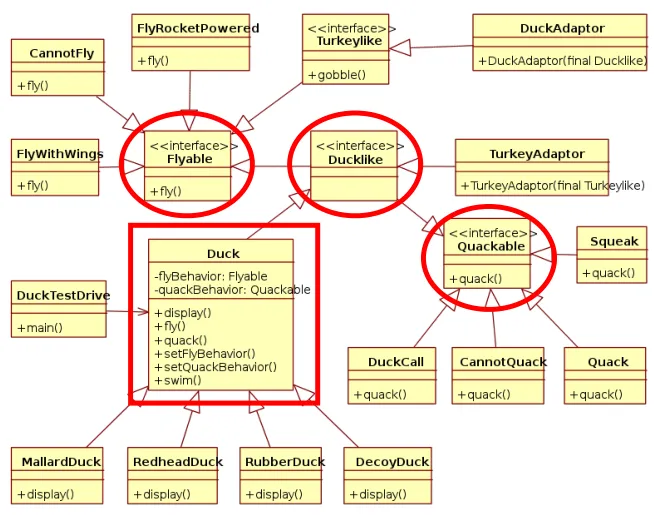 FlyRocketPowered
+fly()
<<interface>>
Turkeylike
+gobble()
DuckAdaptor
+DuckAdaptor(final Ducklike)
CannotFly
+fly()
FlyWithWings
+fly()
<<interface>>
Flyable
+fly()
<<interface>>
Ducklike
TurkeyAdaptor
+TurkeyAdaptor(final Turkeylike)
<<interface>>
Quackable
+quack()
Squeak
+quack()
Duck
-flyBehavior: Flyable
-quackBehavior: Quackable
+display()
+fly()
+quack()
+setFlyBehavior()
+setQuackBehavior()
+swim()
DuckTestDrive
+main()
DuckCall
+quack()
CannotQuack
+quack()
Quack
+quack()
MallardDuck
+display()
RedheadDuck
+display()
RubberDuck
+display()
DecoyDuck
+display()